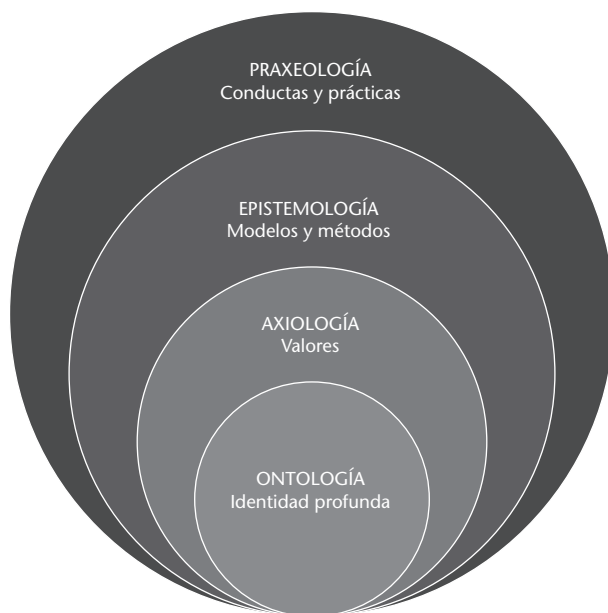 PRAXEOLOGÍA
Conductas y prácticas
EPISTEMOLOGÍA
Modelos y métodos
AXIOLOGÍA
Valores
ONTOLOGÍA
Identidad profunda